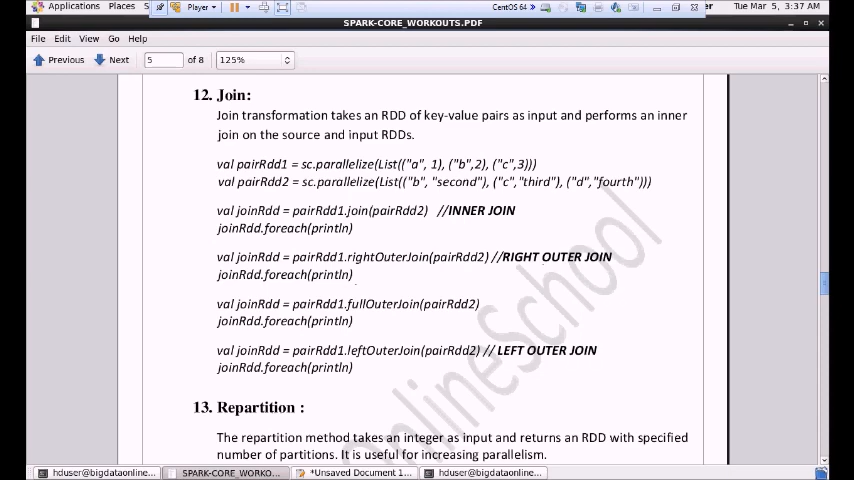 Applications Places S
Player
CentOS 64
er Tue Mar 5, 3:37 AM
SPARK-CORE_WORKOUTS.PDF
File Edit View Go Help
Previous Next 5 of 8 125%
12. Join:
Join transformation takes an RDD of key-value pairs as input and performs an inner
join on the source and input RDDs.
val pairRdd1 = sc.parallelize(List(("a", 1), ("b",2), ("c",3)))
val pairRdd2 = sc.parallelize(List(("b", "second"), ("c","third"), ("d","fourth")))
val joinRdd = pairRdd1.join(pairRdd2) //INNER JOIN
joinRdd.foreach(println)
val joinRdd = pairRdd1.rightOuterJoin(pairRdd2) //RIGHT OUTER JOIN
joinRdd.foreach(println)
val joinRdd = pairRdd1.fullOuterJoin(pairRdd2)
joinRdd.foreach(println)
val joinRdd = pairRdd1.leftOuterJoin(pairRdd2) // LEFT OUTER JOIN
joinRdd.foreach(println)
OnlineSchool
13. Repartition :
The repartition method takes an integer as input and returns an RDD with specified
number of partitions. It is useful for increasing parallelism.
hduser@bigdataonline... SPARK-CORE_WORKO... *Unsaved Document 1... hduser@bigdataonline...